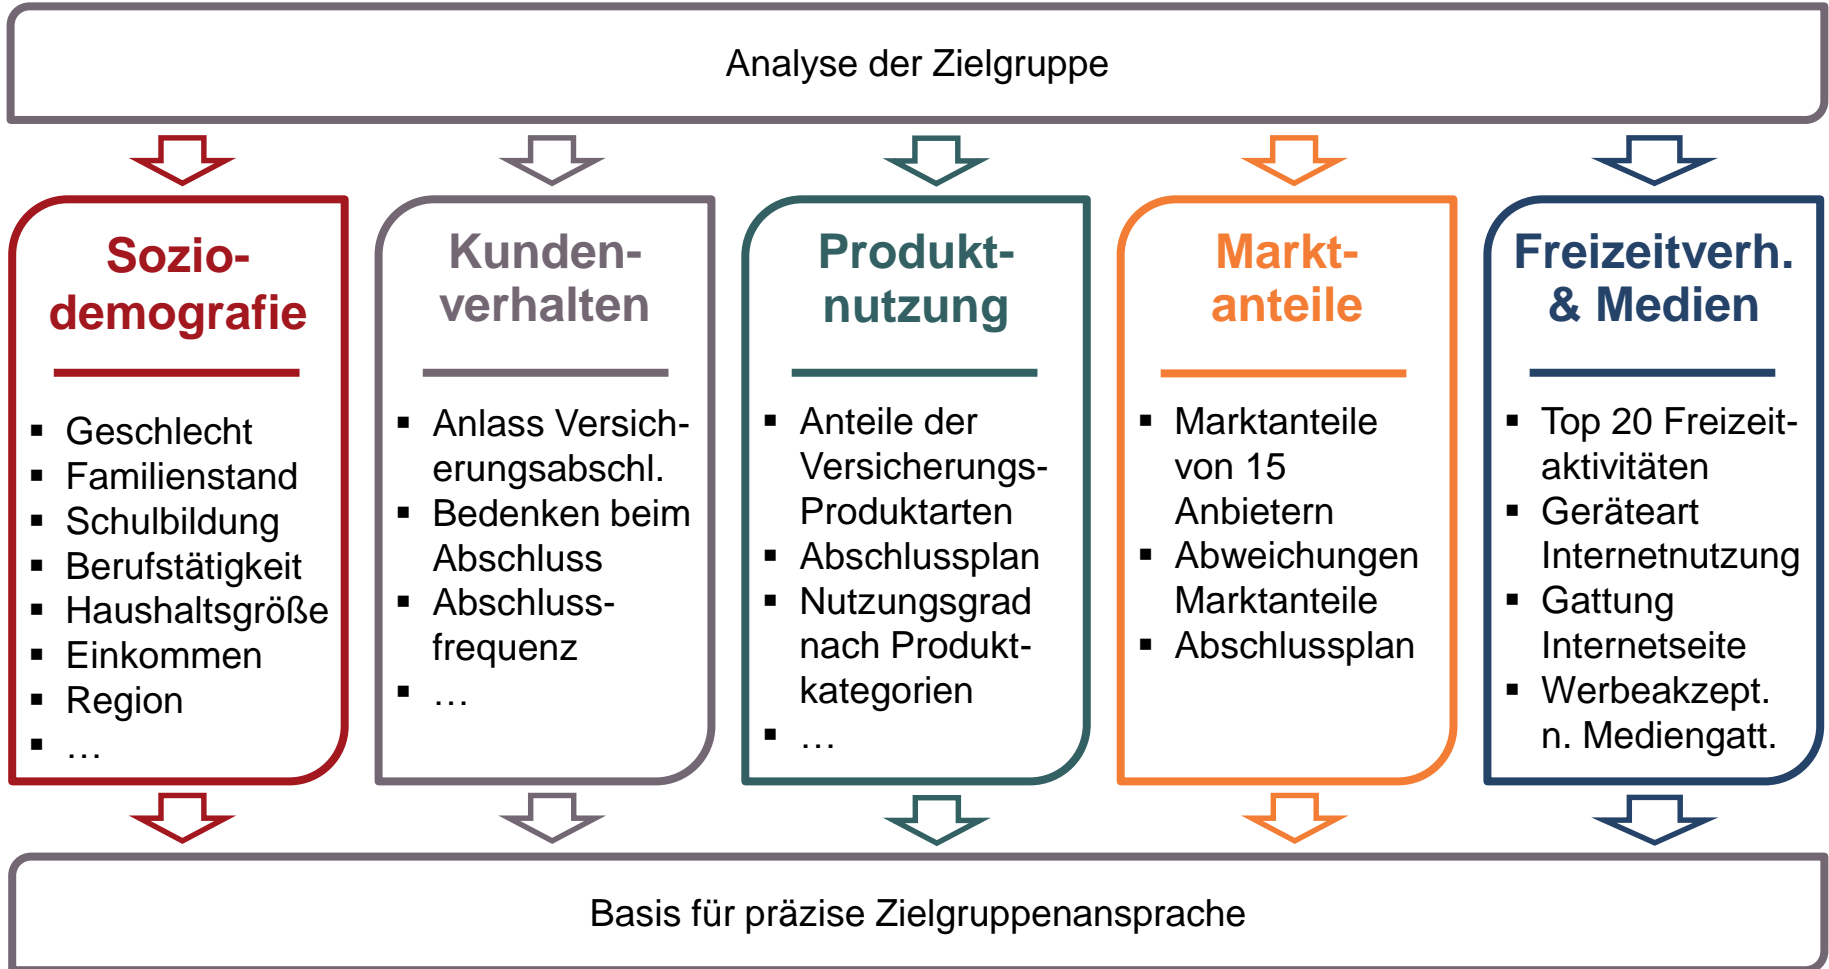 Analyse der Zielgruppe
Sozio-
demografie
Geschlecht
Familienstand
Schulbildung
Berufstätigkeit
Haushaltsgröße
Einkommen
Region
…
Kunden-
verhalten
Anlass Versich-
erungsabschl.
Bedenken beim
Abschluss
Abschluss-
frequenz
…
Produkt-
nutzung
Anteile der
Versicherungs-
Produktarten
Abschlussplan
Nutzungsgrad
nach Produkt-
kategorien
…
Markt-
anteile
Marktanteile
von 15
Anbietern
Abweichungen
Marktanteile
Abschlussplan
Freizeitverh.
& Medien
Top 20 Freizeit-
aktivitäten
Geräteart
Internetnutzung
Gattung
Internetseite
Werbeakzept.
n. Mediengatt.
Basis für präzise Zielgruppenansprache